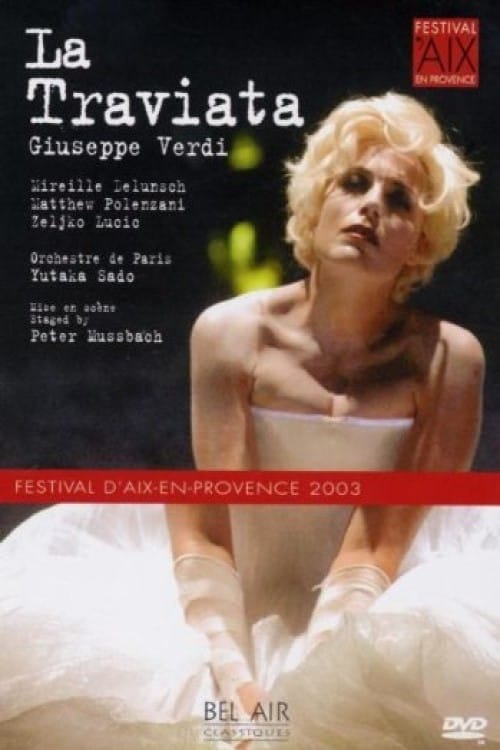 La
Traviata
Giuseppe Verdi
Mireille Delunsch
Matthew Polenzani
Zeljko Lucic
Orchestre de Paris
Yutaka Sado
Mise en scène
Staged by
Peter Mussbach
FESTIVAL
D'AIX
EN PROVENCE
FESTIVAL D'AIX-EN-PROVENCE 2003
BEL AIR
CLASSIQUES
DVD